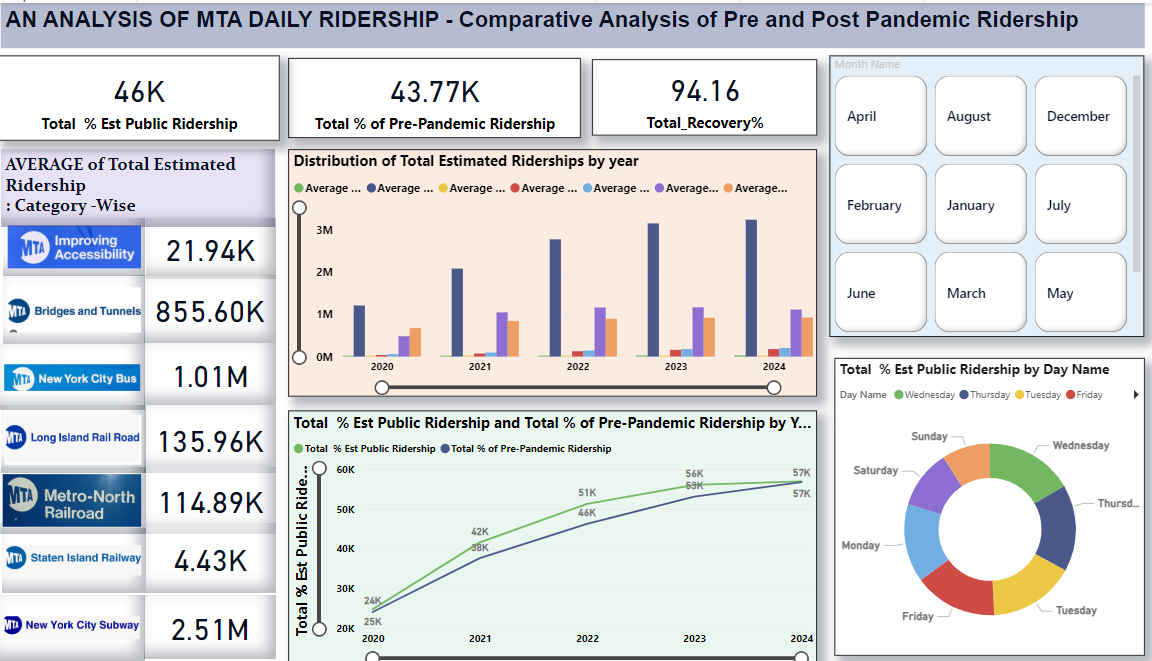 AN ANALYSIS OF MTA DAILY RIDERSHIP - Comparative Analysis of Pre and Post Pandemic Ridership
46K
Total % Est Public Ridership
43.77K
Total % of Pre-Pandemic Ridership
94.16
Total_Recovery%
Month Name
April
August
December
February
January
July
June
March
May
AVERAGE of Total Estimated
Ridership
: Category -Wise
MTA Improving
Accessibility
21.94K
MTA Bridges and Tunnels
855.60K
MTA New York City Bus
1.01M
MTA Long Island Rail Road
135.96K
MTA Metro-North
Railroad
114.89K
MTA Staten Island Railway
4.43K
MTA New York City Subway
2.51M
Distribution of Total Estimated Riderships by year
Average ... Average ... Average ... Average ... Average ... Average... Average...
3M
2M
1M
0M
2020 2021 2022 2023 2024
Total % Est Public Ridership and Total % of Pre-Pandemic Ridership by Y...
Total % Est Public Ridership Total % of Pre-Pandemic Ridership
Total % Est Public Ride...
60K
50K
40K
30K
20K
24K
25K
42K
38K
51K
46K
56K
53K
57K
57K
2020 2021 2022 2023 2024
Total % Est Public Ridership by Day Name
Day Name Wednesday Thursday Tuesday Friday
Sunday
Wednesday
Saturday
Thursd...
Monday
Tuesday
Friday